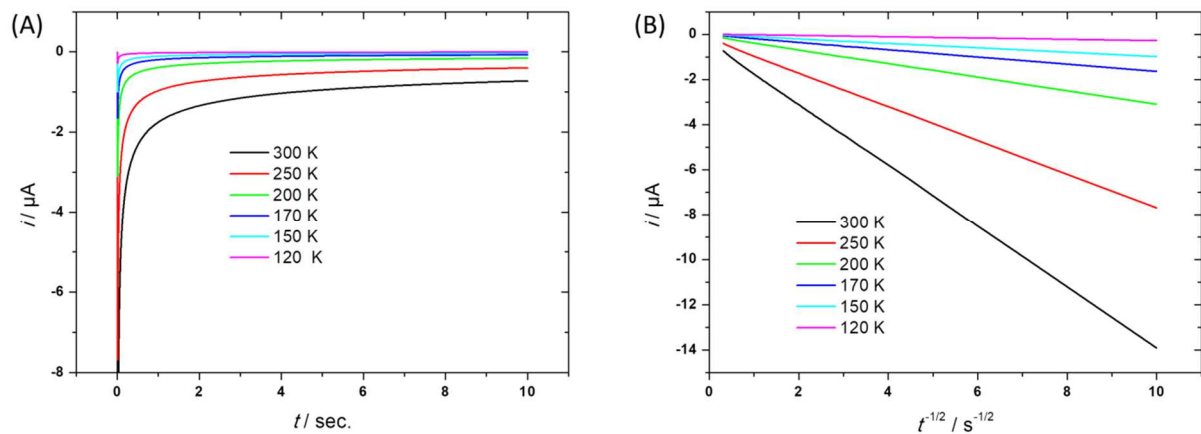 (A)
0
-2
-4
-6
-8
i / µA
300 K
250 K
200 K
170 K
150 K
120 K
0
2
4
6
8
10
t / sec.
(B)
0
-2
-4
-6
-8
-10
-12
-14
i / µA
300 K
250 K
200 K
170 K
150 K
120 K
0
2
4
6
8
10
t⁻¹/² / s⁻¹/²